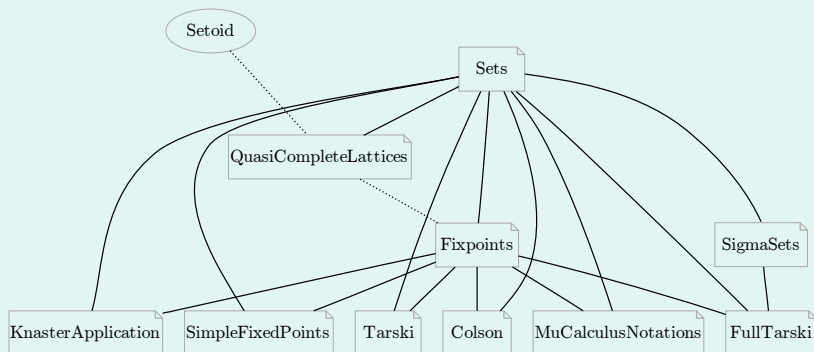 Setoid
Sets
QuasiCompleteLattices
Fixpoints
SigmaSets
KnasterApplication
SimpleFixedPoints
Tarski
Colson
MuCalculusNotations
FullTarski